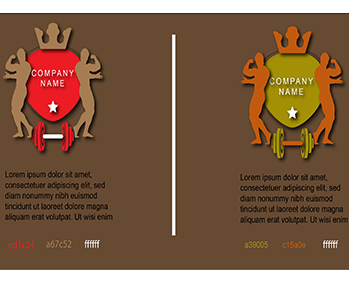 COMPANY
NAME
Lorem ipsum dolor sit amet,
consectetuer adipiscing elit,
sed diam nonummy nibh euismod
tincidunt ut laoreet dolore magna
aliquam erat volutpat. Ut wisi enim
cd1c24 a67c52 ffffff
COMPANY
NAME
Lorem ipsum dolor sit amet,
consectetuer adipiscing elit,
sed diam nonummy nibh euismod
tincidunt ut laoreet dolore magna
aliquam erat volutpat. Ut wisi enim
a39005 c15a0e ffffff